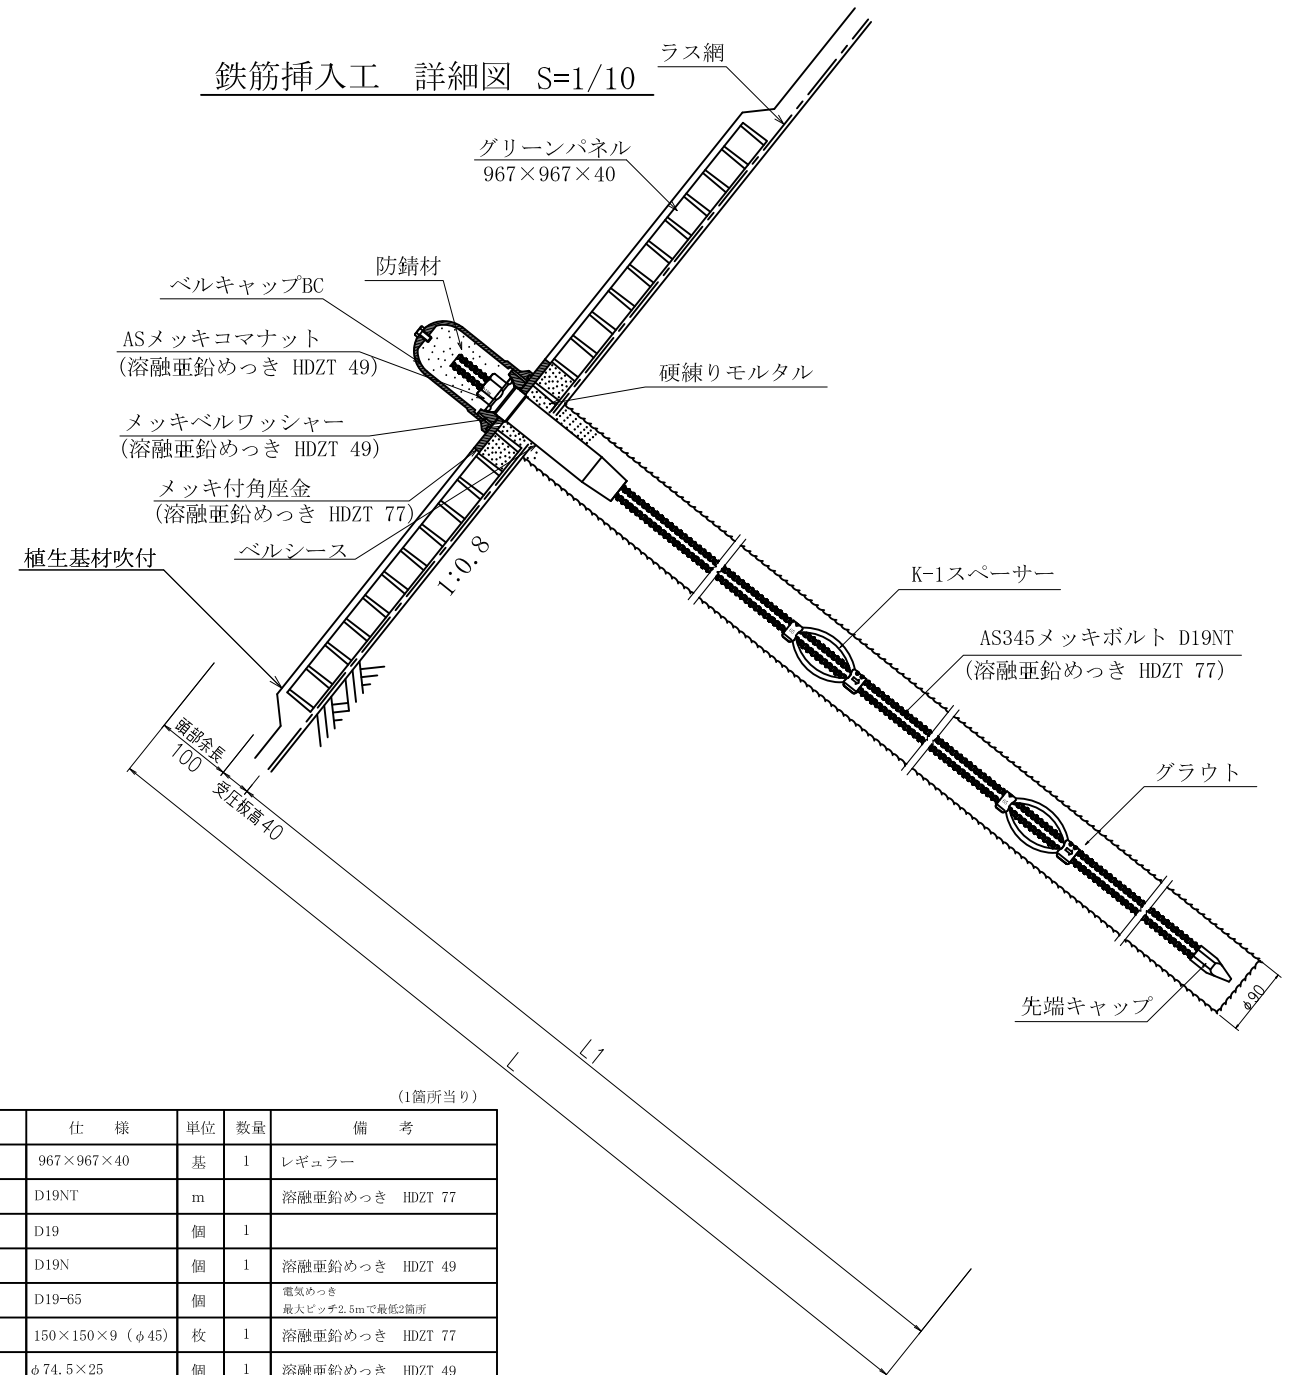 鉄筋挿入工　詳細図 S=1/10
ラス網
グリーンパネル
967×967×40
防錆材
ベルキャップBC
ASメッキコマナット
(溶融亜鉛めっき HDZT 49)
硬練りモルタル
メッキベルワッシャー
(溶融亜鉛めっき HDZT 49)
メッキ付角座金
(溶融亜鉛めっき HDZT 77)
ベルシース
植生基材吹付
1:0.8
K-1スペーサー
AS345メッキボルト D19NT
(溶融亜鉛めっき HDZT 77)
頭部余長
100
受圧板高40
グラウト
先端キャップ
φ90
L1
L
(1箇所当り)
仕　様 単位 数量 備　考
967×967×40 基 1 レギュラー
D19NT m 溶融亜鉛めっき HDZT 77
D19 個 1
D19N 個 1 溶融亜鉛めっき HDZT 49
D19-65 個 電気めっき
最大ピッチ2.5mで最低2箇所
150×150×9 (φ45) 枚 1 溶融亜鉛めっき HDZT 77
φ74.5×25 個 1 溶融亜鉛めっき HDZT 49